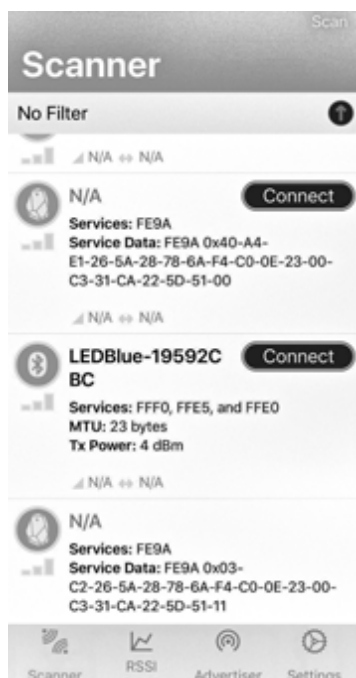 Scan
Scanner
No Filter
N/A N/A
N/A Connect
Services: FE9A
Service Data: FE9A 0x40-A4-
E1-26-5A-28-78-6A-F4-C0-0E-23-00-
C3-31-CA-22-5D-51-00
N/A N/A
LEDBlue-19592C Connect
BC
Services: FFF0, FFE5, and FFE0
MTU: 23 bytes
Tx Power: 4 dBm
N/A N/A
N/A
Services: FE9A
Service Data: FE9A 0x03-
C2-26-5A-28-78-6A-F4-C0-0E-23-00-
C3-31-CA-22-5D-51-11
Scanner RSSI Advertiser Settings